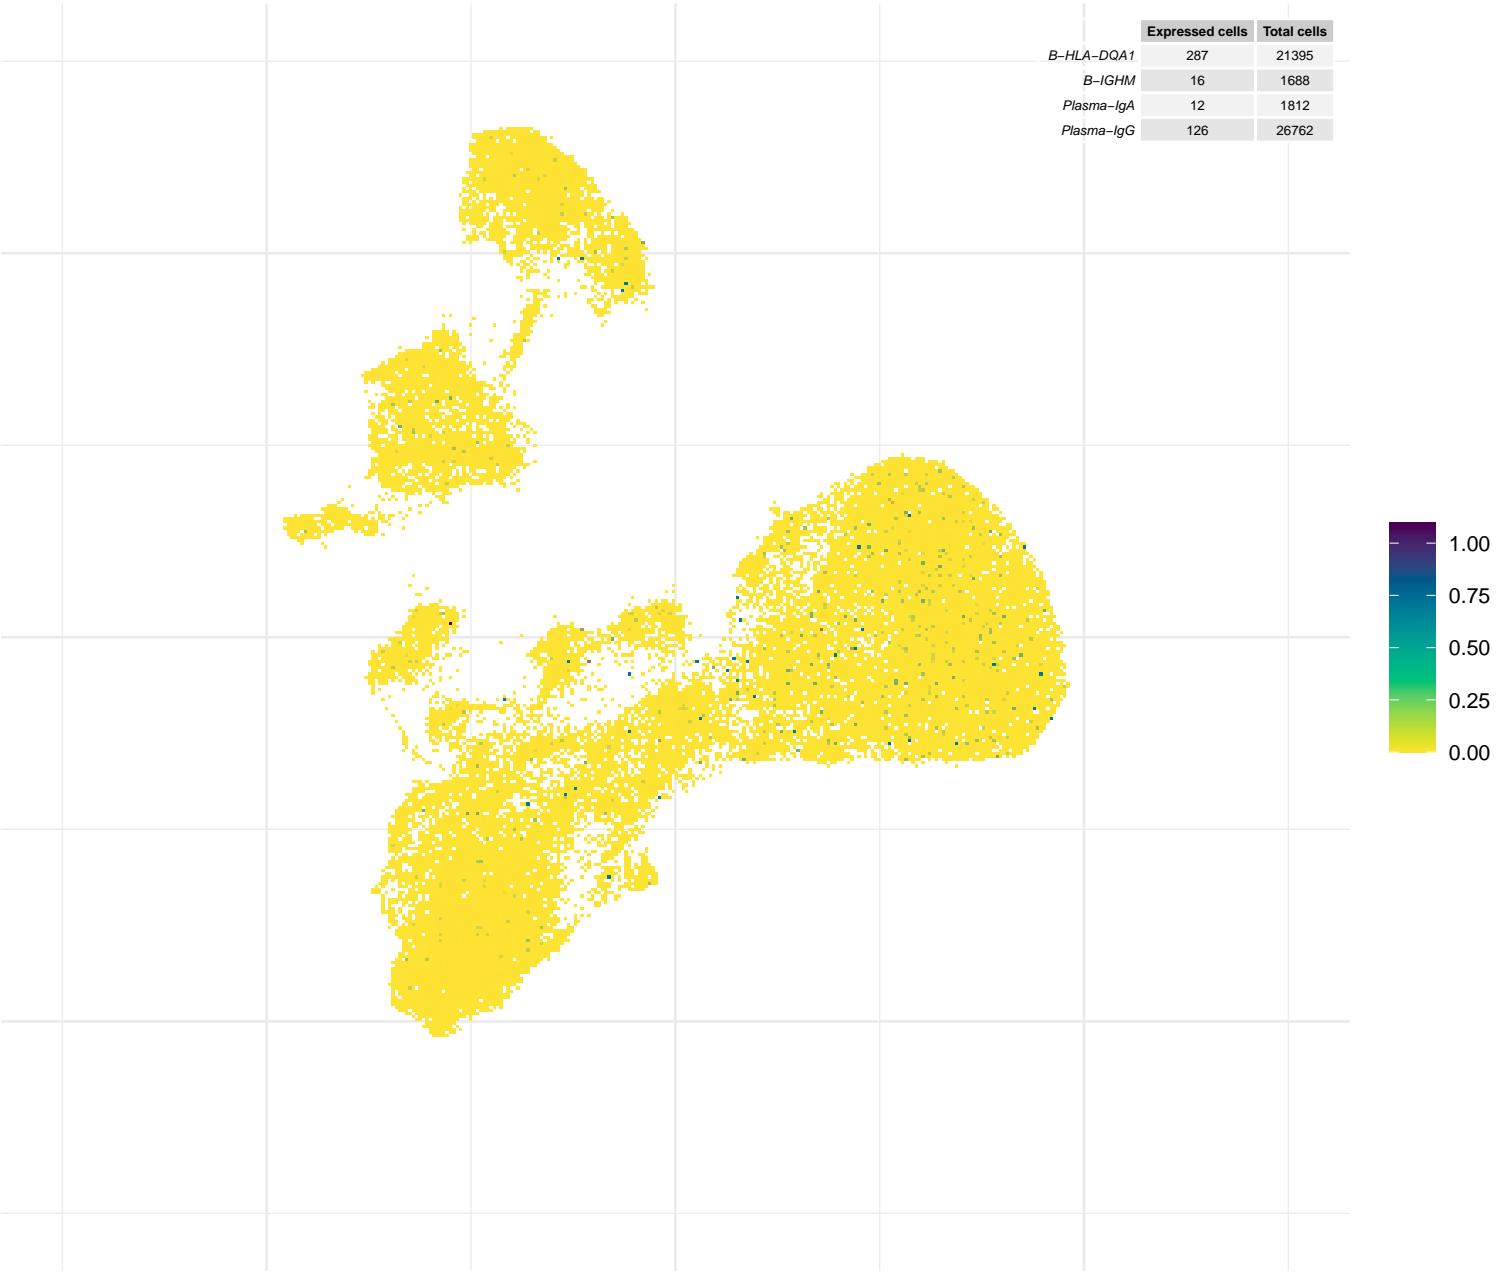 Expressed cells Total cells
B−HLA−DQA1 287 21395
B−IGHM 16 1688
Plasma−IgA 12 1812
Plasma−IgG 126 26762
1.00
0.75
0.50
0.25
0.00